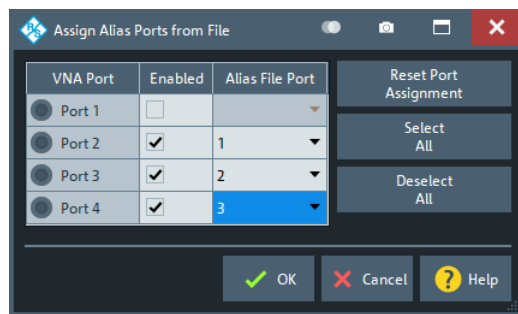 Assign Alias Ports from File
VNA Port Enabled Alias File Port
Port 1
Port 2 1
Port 3 2
Port 4 3
Reset Port
Assignment
Select
All
Deselect
All
OK Cancel ? Help